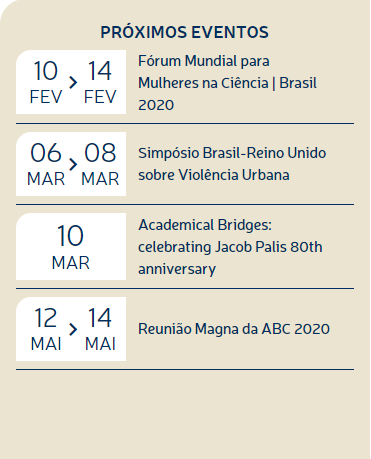 PRÓXIMOS EVENTOS
10 > 14
FEV FEV
Fórum Mundial para
Mulheres na Ciência | Brasil
2020
06 > 08
MAR MAR
Simpósio Brasil-Reino Unido
sobre Violência Urbana
10
MAR
Academical Bridges:
celebrating Jacob Palis 80th
anniversary
12 > 14
MAI MAI
Reunião Magna da ABC 2020